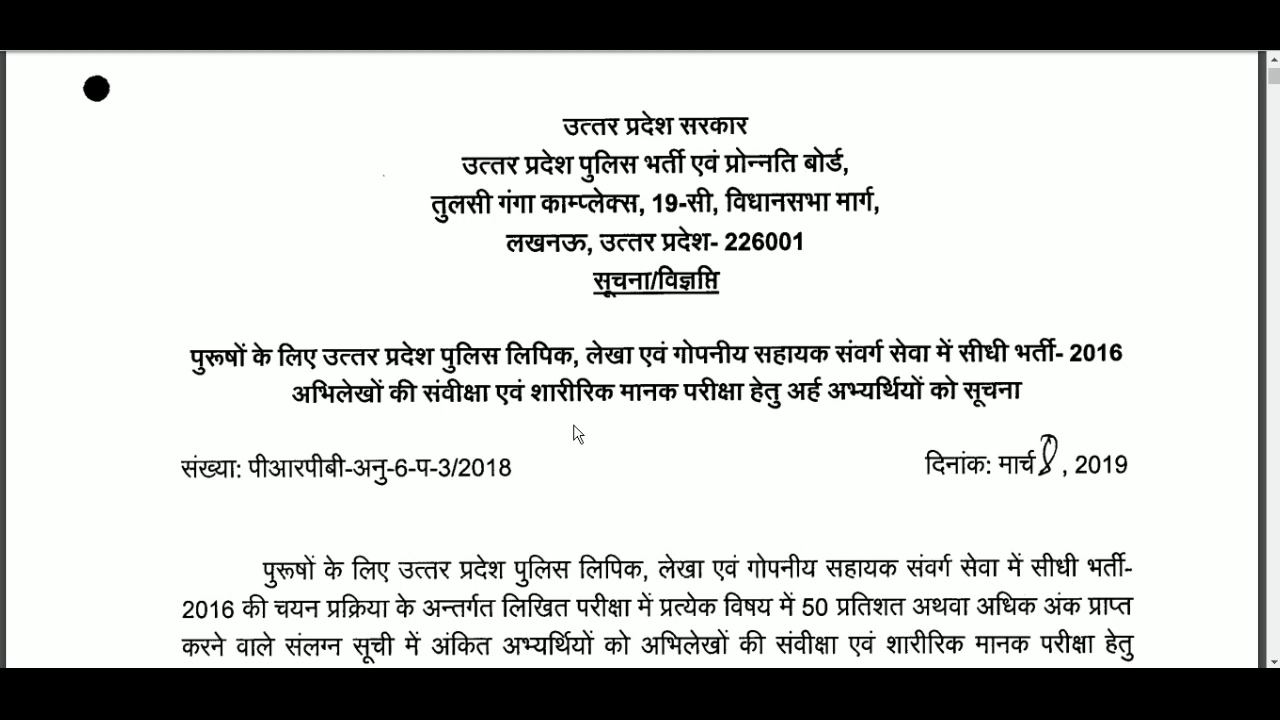 उत्तर प्रदेश सरकार
उत्तर प्रदेश पुलिस भर्ती एवं प्रोन्नति बोर्ड,
तुलसी गंगा काम्प्लेक्स, 19-सी, विधानसभा मार्ग,
लखनऊ, उत्तर प्रदेश- 226001
सूचना/विज्ञप्ति
पुरूषों के लिए उत्तर प्रदेश पुलिस लिपिक, लेखा एवं गोपनीय सहायक संवर्ग सेवा में सीधी भर्ती- 2016
अभिलेखों की संवीक्षा एवं शारीरिक मानक परीक्षा हेतु अर्ह अभ्यर्थियों को सूचना
संख्या: पीआरपीबी-अनु-6-प-3/2018
दिनांक: मार्च 8, 2019
पुरूषों के लिए उत्तर प्रदेश पुलिस लिपिक, लेखा एवं गोपनीय सहायक संवर्ग सेवा में सीधी भर्ती-
2016 की चयन प्रक्रिया के अन्तर्गत लिखित परीक्षा में प्रत्येक विषय में 50 प्रतिशत अथवा अधिक अंक प्राप्त
करने वाले संलग्न सूची में अंकित अभ्यर्थियों को अभिलेखों की संवीक्षा एवं शारीरिक मानक परीक्षा हेतु